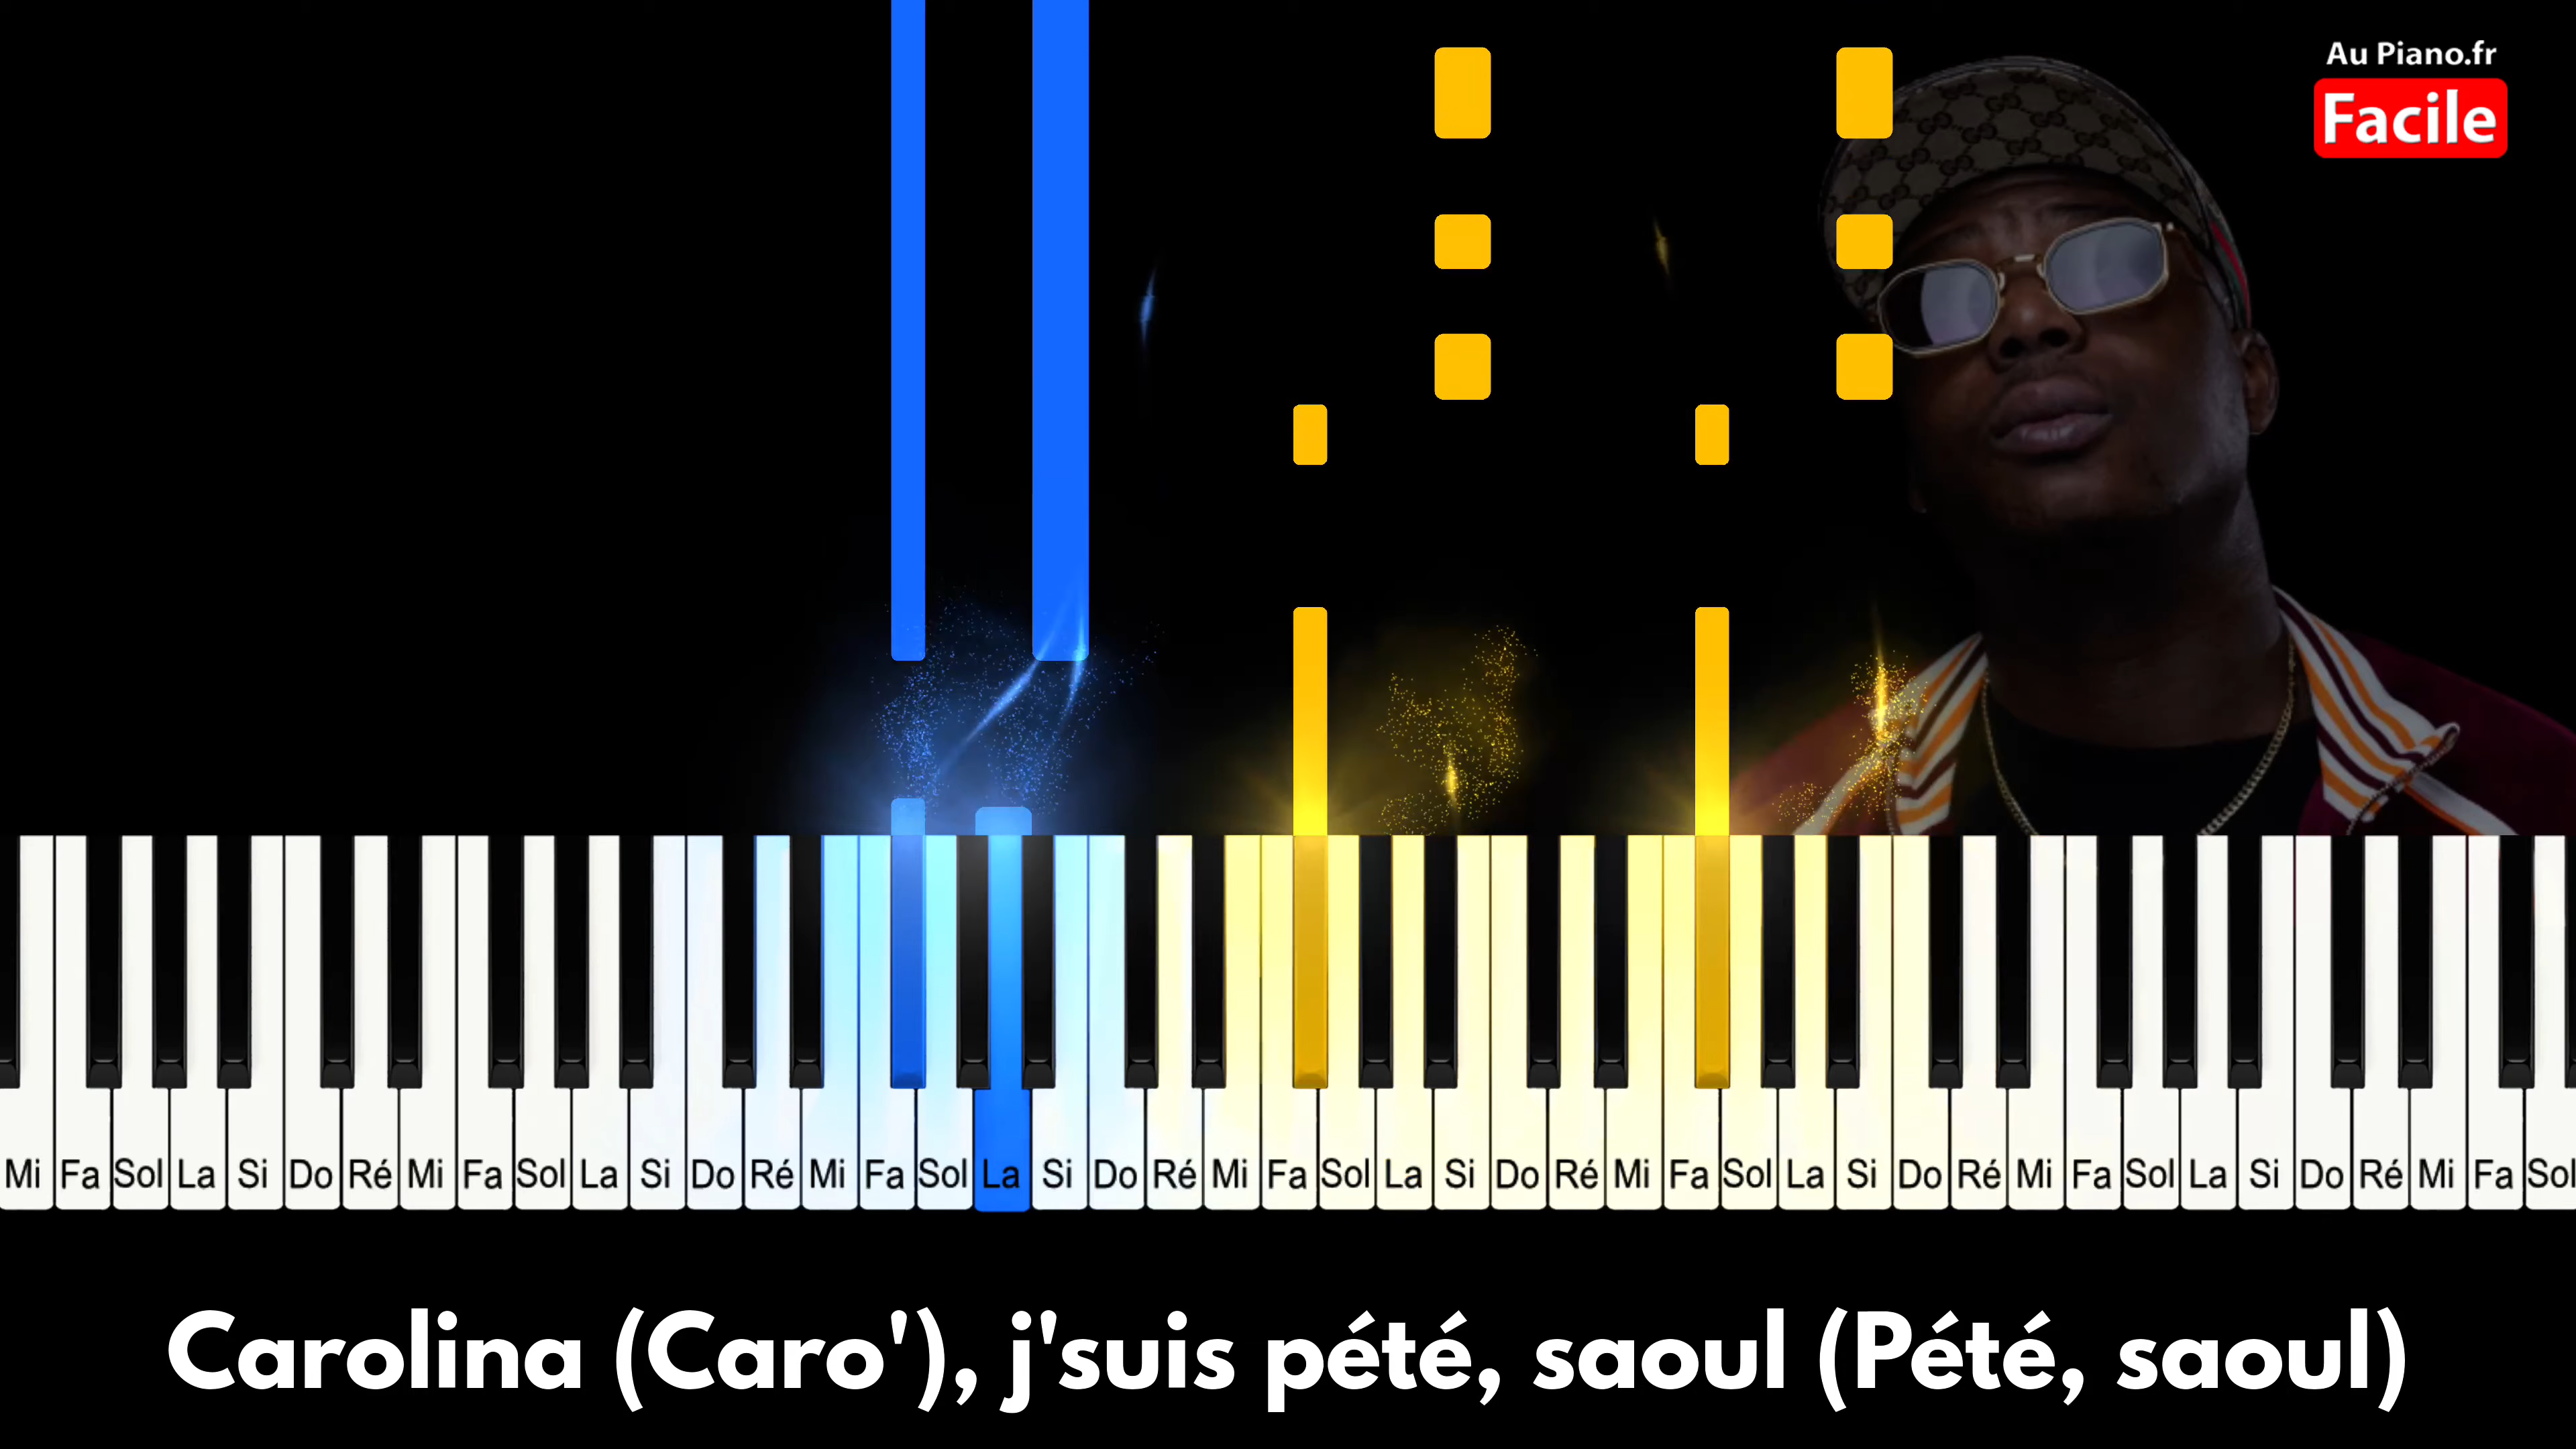 Au Piano.fr
Facile
Mi Fa Sol La Si Do Ré Mi Fa Sol La Si Do Ré Mi Fa Sol La Si Do Ré Mi Fa Sol La Si Do Ré Mi Fa Sol La Si Do Ré Mi Fa Sol La Si Do Ré Mi Fa Sol
Carolina (Caro'), j'suis pété, saoul (Pété, saoul)